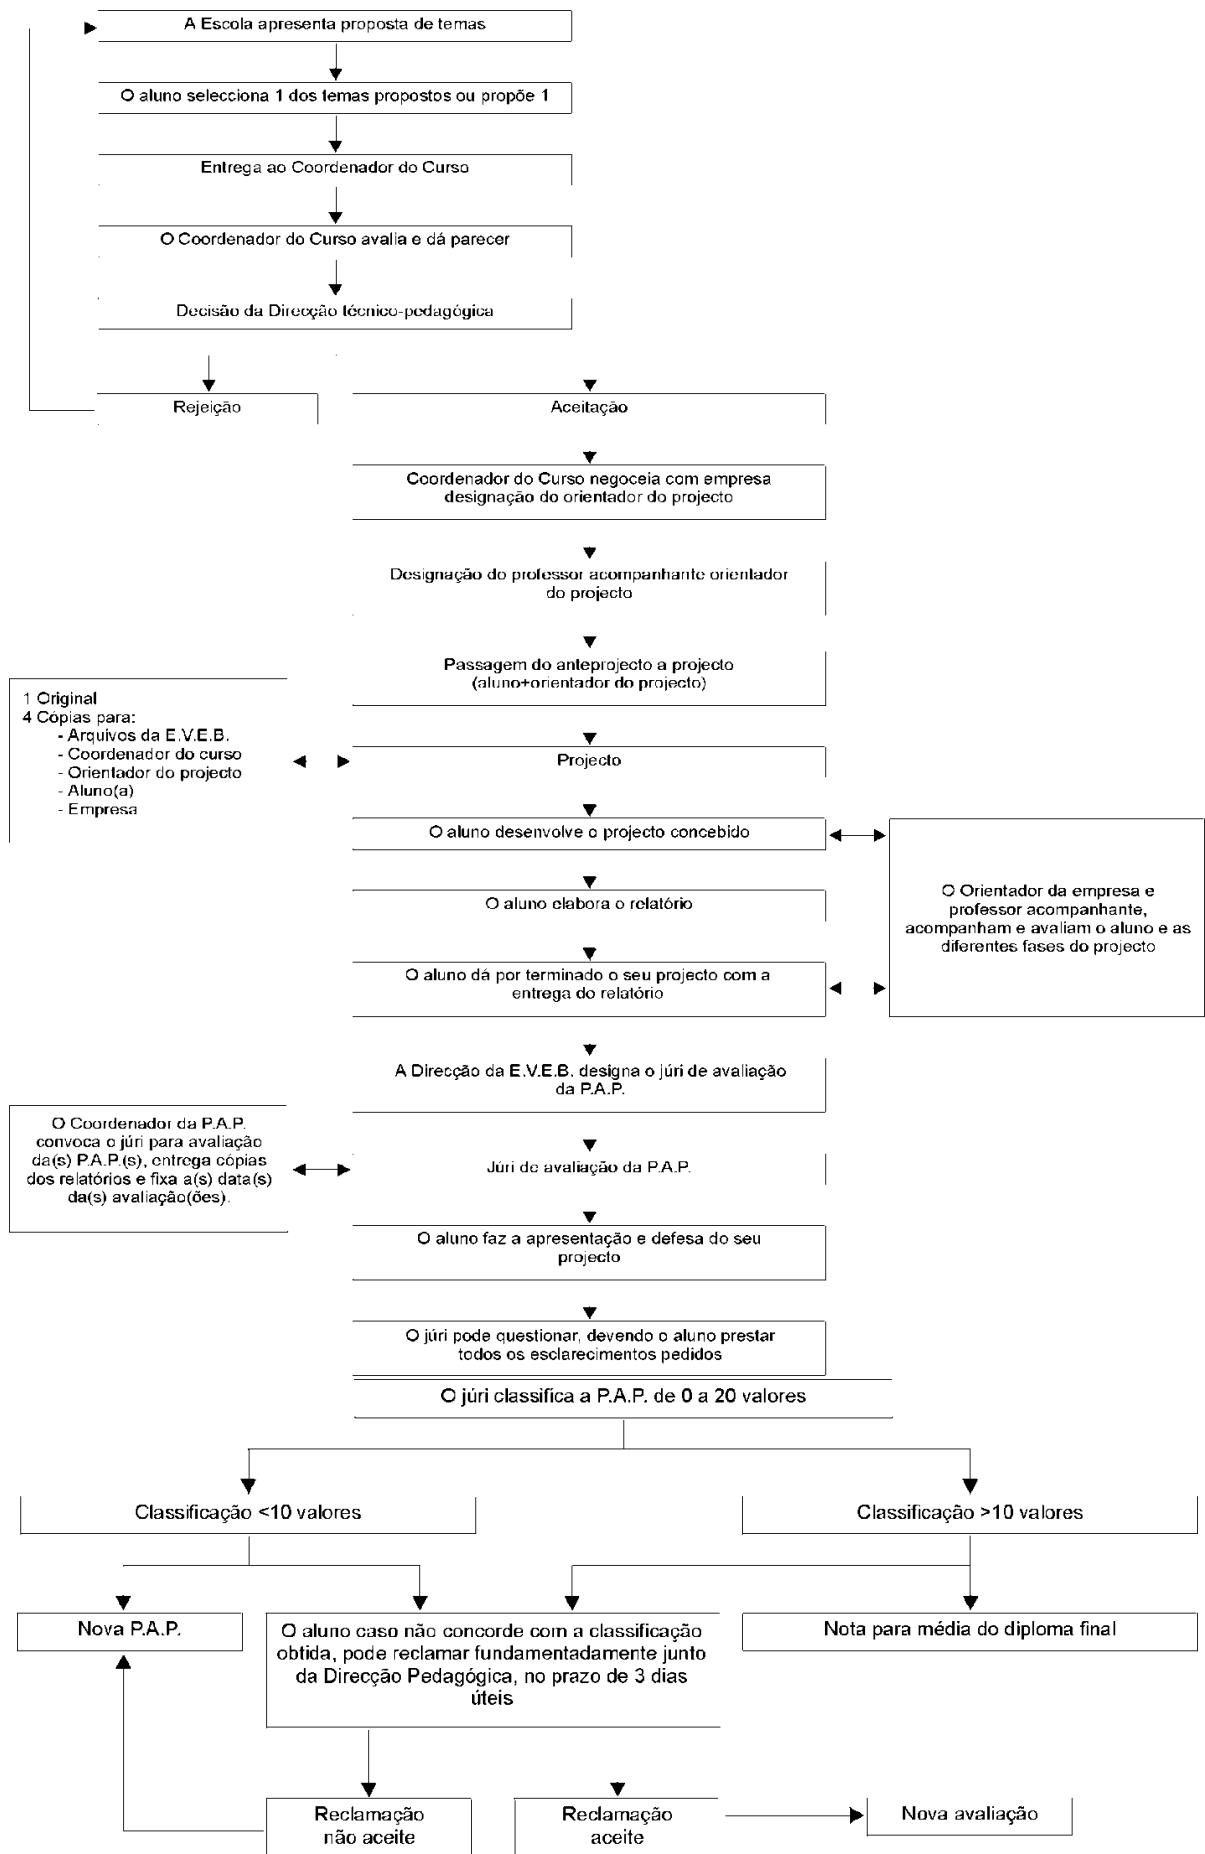 A Escola apresenta proposta de temas
O aluno selecciona 1 dos temas propostos ou propõe 1
Entrega ao Coordenador do Curso
O Coordenador do Curso avalia e dá parecer
Decisão da Direcção técnico-pedagógica
Rejeição
Aceitação
Coordenador do Curso negoceia com empresa
designação do orientador do projecto
Designação do professor acompanhante orientador
do projecto
Passagem do anteprojecto a projecto
(aluno+orientador do projecto)
1 Original
4 Cópias para:
- Arquivos da E.V.E.B.
- Coordenador do curso
- Orientador do projecto
- Aluno(a)
- Empresa
Projecto
O aluno desenvolve o projecto concebido
O Orientador da empresa e
professor acompanhante,
acompanham e avaliam o aluno e as
diferentes fases do projecto
O aluno elabora o relatório
O aluno dá por terminado o seu projecto com a
entrega do relatório
A Direcção da E.V.E.B. designa o júri de avaliação
da P.A.P.
O Coordenador da P.A.P.
convoca o júri para avaliação
da(s) P.A.P.(s), entrega cópias
dos relatórios e fixa a(s) data(s)
da(s) avaliação(ões).
Júri de avaliação da P.A.P.
O aluno faz a apresentação e defesa do seu
projecto
O júri pode questionar, devendo o aluno prestar
todos os esclarecimentos pedidos
O júri classifica a P.A.P. de 0 a 20 valores
Classificação <10 valores
Classificação >10 valores
Nova P.A.P.
O aluno caso não concorde com a classificação
obtida, pode reclamar fundamentadamente junto
da Direcção Pedagógica, no prazo de 3 dias
úteis
Nota para média do diploma final
Reclamação
não aceite
Reclamação
aceite
Nova avaliação